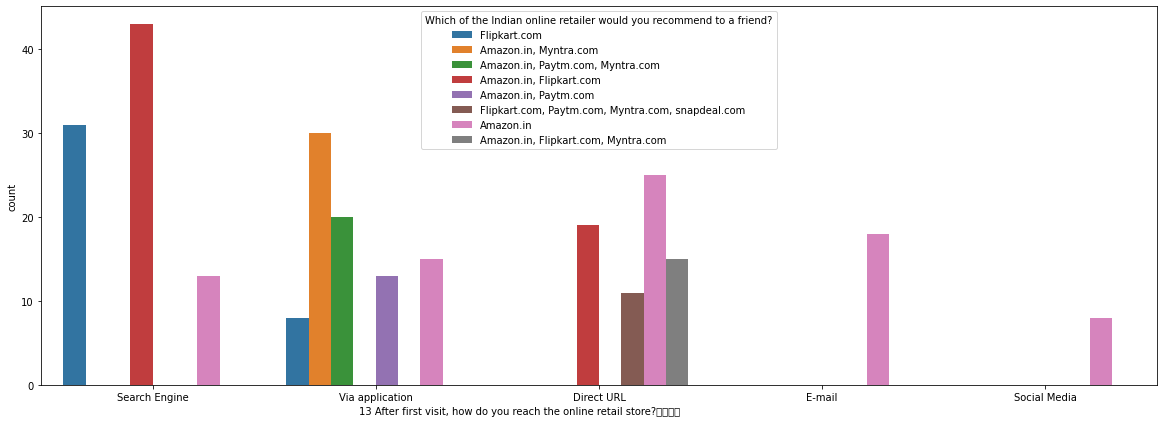 Which of the Indian online retailer would you recommend to a friend?
Flipkart.com
Amazon.in, Myntra.com
Amazon.in, Paytm.com, Myntra.com
Amazon.in, Flipkart.com
Amazon.in, Paytm.com
Flipkart.com, Paytm.com, Myntra.com, snapdeal.com
Amazon.in
Amazon.in, Flipkart.com, Myntra.com
count
40
30
20
10
0
Search Engine Via application Direct URL E-mail Social Media
13 After first visit, how do you reach the online retail store?